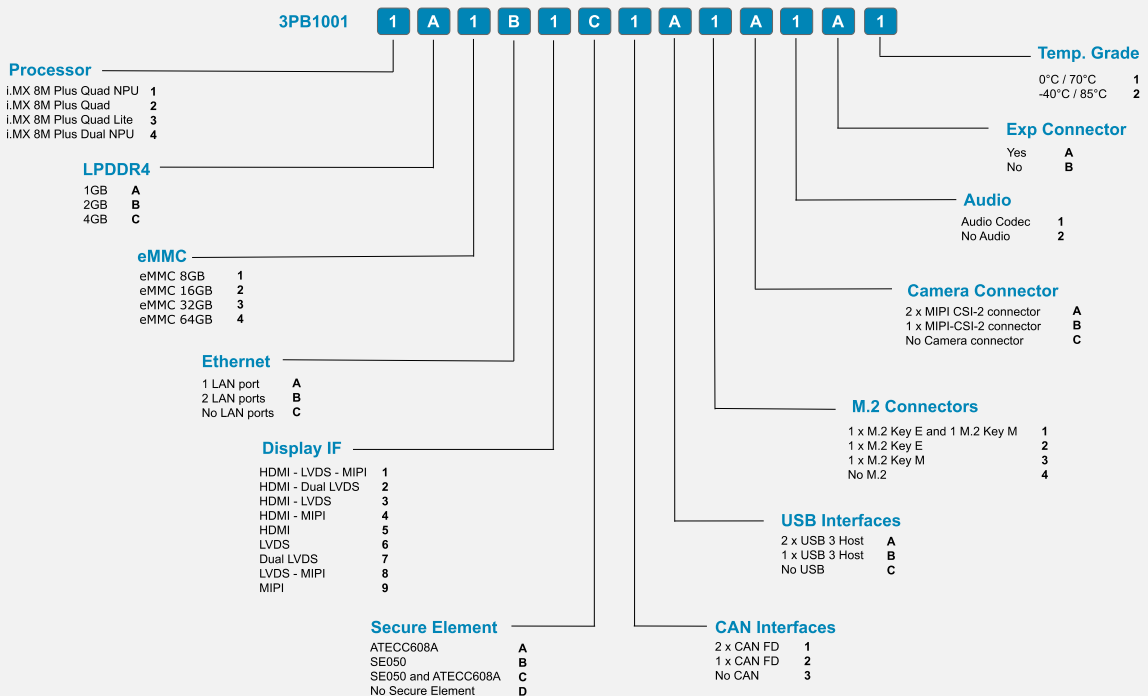 3PB1001 1 A 1 B 1 C 1 A 1 A 1 A 1
Processor
i.MX 8M Plus Quad NPU 1
i.MX 8M Plus Quad 2
i.MX 8M Plus Quad Lite 3
i.MX 8M Plus Dual NPU 4
LPDDR4
1GB A
2GB B
4GB C
eMMC
eMMC 8GB 1
eMMC 16GB 2
eMMC 32GB 3
eMMC 64GB 4
Ethernet
1 LAN port A
2 LAN ports B
No LAN ports C
Display IF
HDMI - LVDS - MIPI 1
HDMI - Dual LVDS 2
HDMI - LVDS 3
HDMI - MIPI 4
HDMI 5
LVDS 6
Dual LVDS 7
LVDS - MIPI 8
MIPI 9
Secure Element
ATECC608A A
SE050 B
SE050 and ATECC608A C
No Secure Element D
CAN Interfaces
2 x CAN FD 1
1 x CAN FD 2
No CAN 3
USB Interfaces
2 x USB 3 Host A
1 x USB 3 Host B
No USB C
M.2 Connectors
1 x M.2 Key E and 1 M.2 Key M 1
1 x M.2 Key E 2
1 x M.2 Key M 3
No M.2 4
Camera Connector
2 x MIPI CSI-2 connector A
1 x MIPI-CSI-2 connector B
No Camera connector C
Audio
Audio Codec 1
No Audio 2
Exp Connector
Yes A
No B
Temp. Grade
0°C / 70°C 1
-40°C / 85°C 2